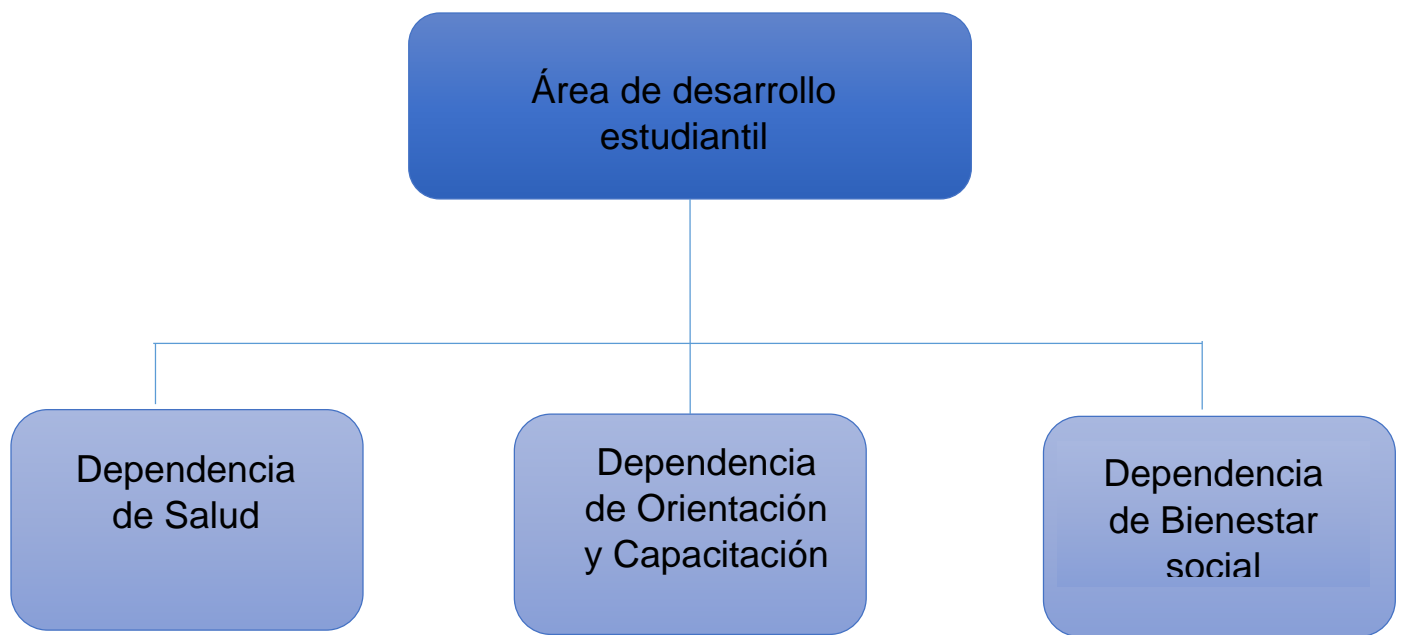 Área de desarrollo
estudiantil
Dependencia
de Salud
Dependencia
de Orientación
y Capacitación
Dependencia
de Bienestar
social